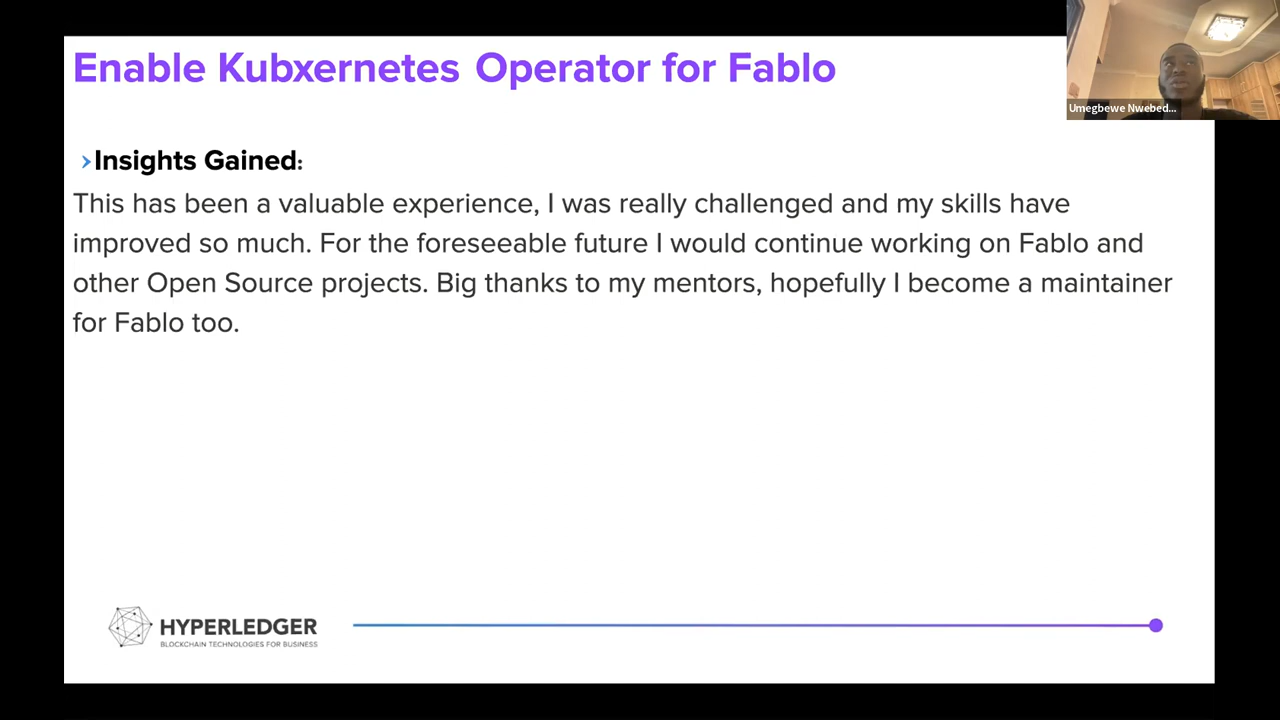 Enable Kubxernetes Operator for Fablo
Umegbewe Nwebed...
›Insights Gained:
This has been a valuable experience, I was really challenged and my skills have
improved so much. For the foreseeable future I would continue working on Fablo and
other Open Source projects. Big thanks to my mentors, hopefully I become a maintainer
for Fablo too.
HYPERLEDGER
BLOCKCHAIN TECHNOLOGIES FOR BUSINESS